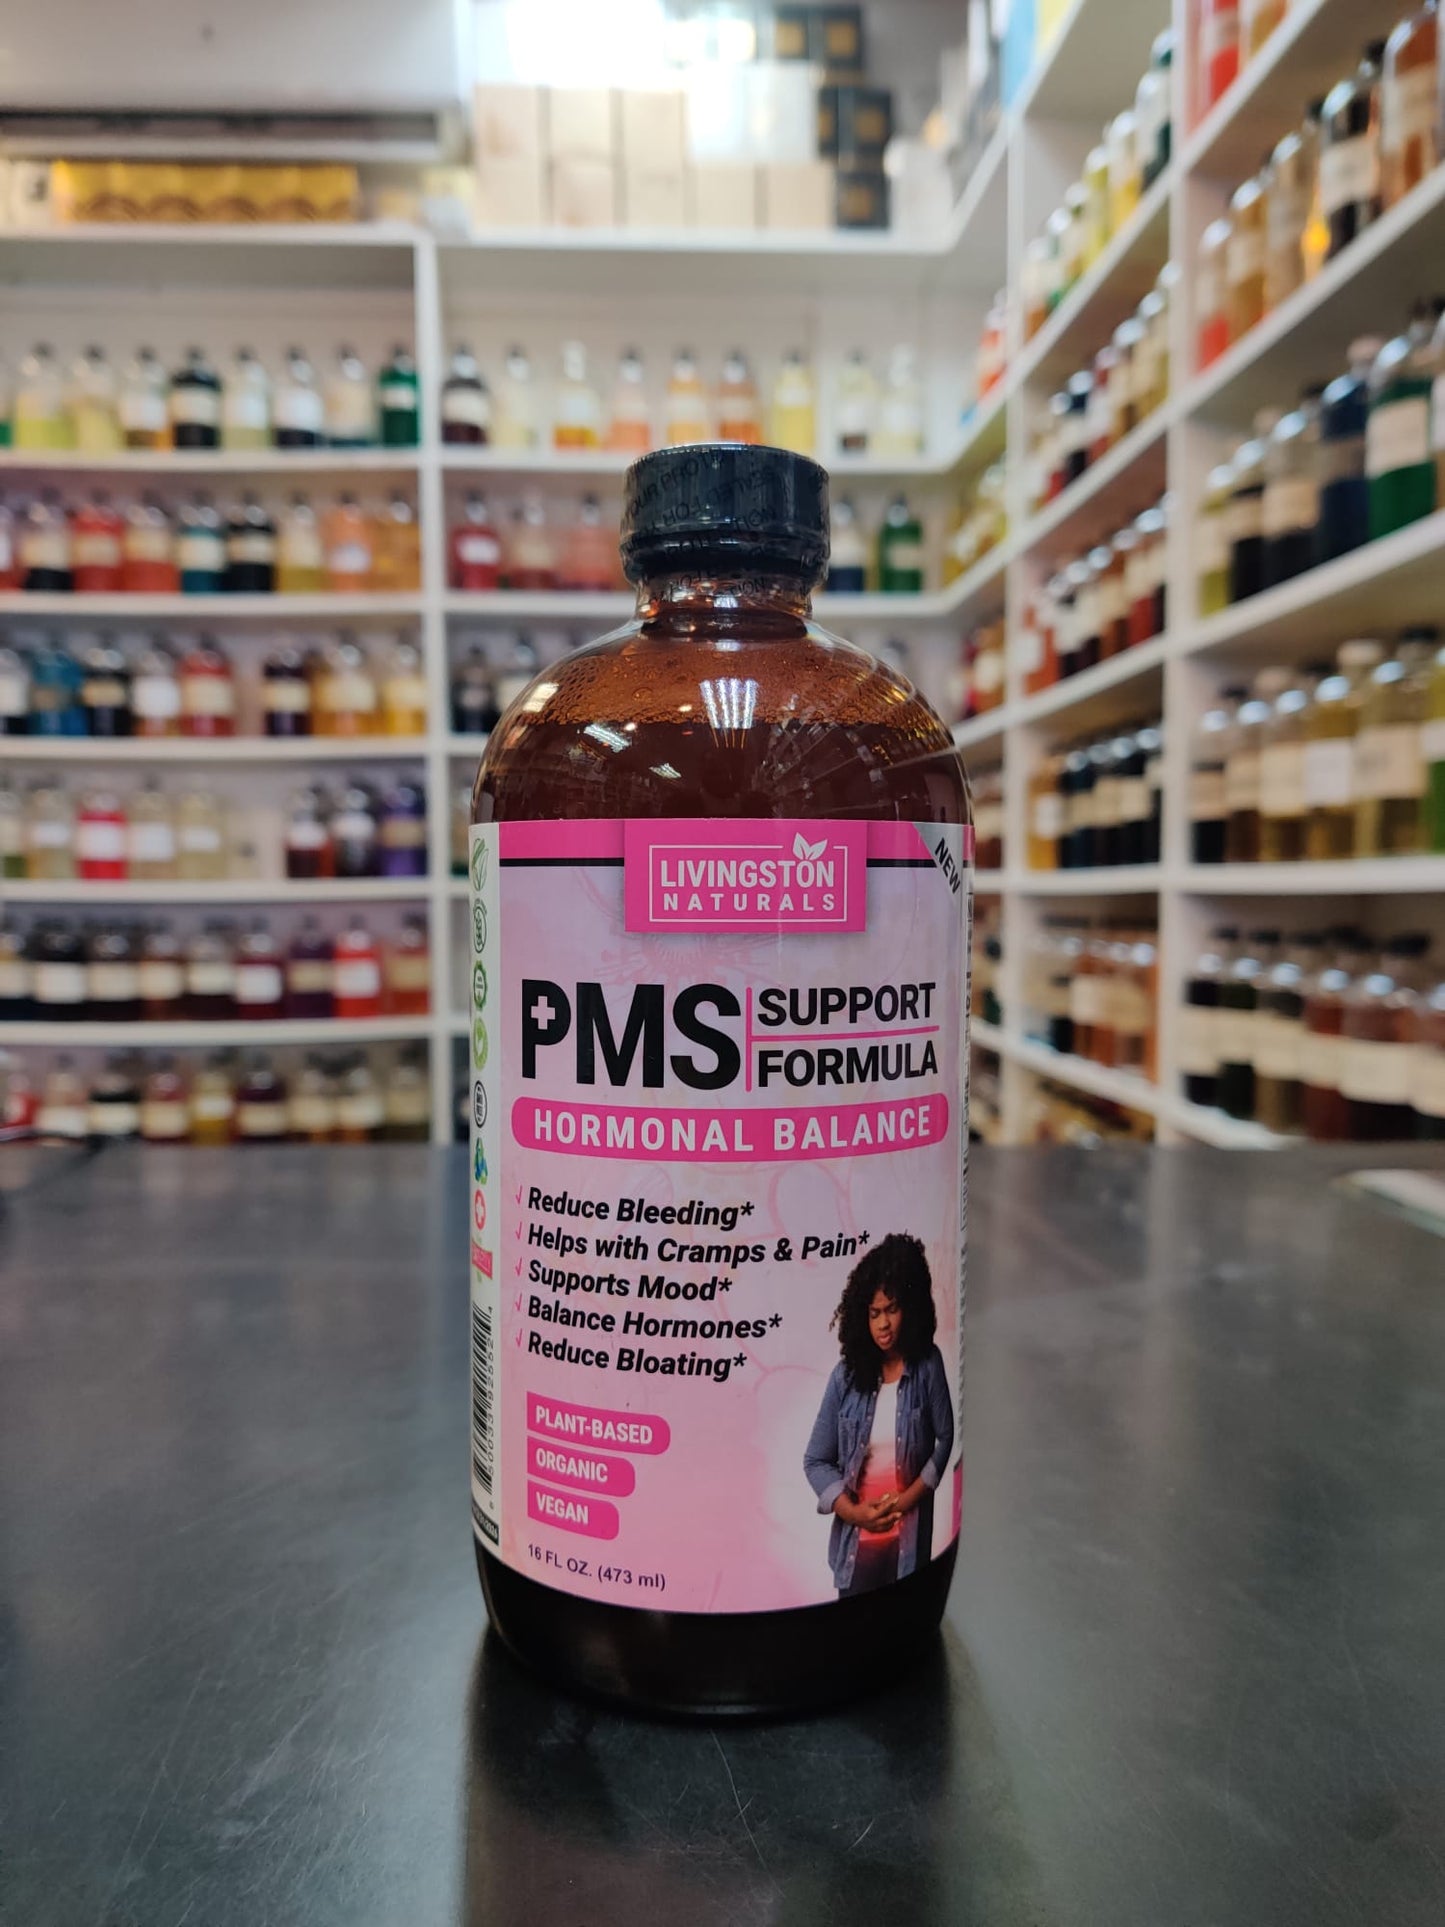 LIVINGSTON
NATURALS
NEW
PMS
SUPPORT
FORMULA
HORMONAL BALANCE
√ Reduce Bleeding*
√ Helps with Cramps & Pain*
√ Supports Mood*
√ Balance Hormones*
√ Reduce Bloating*
PLANT-BASED
ORGANIC
VEGAN
16 FL OZ. (473 ml)